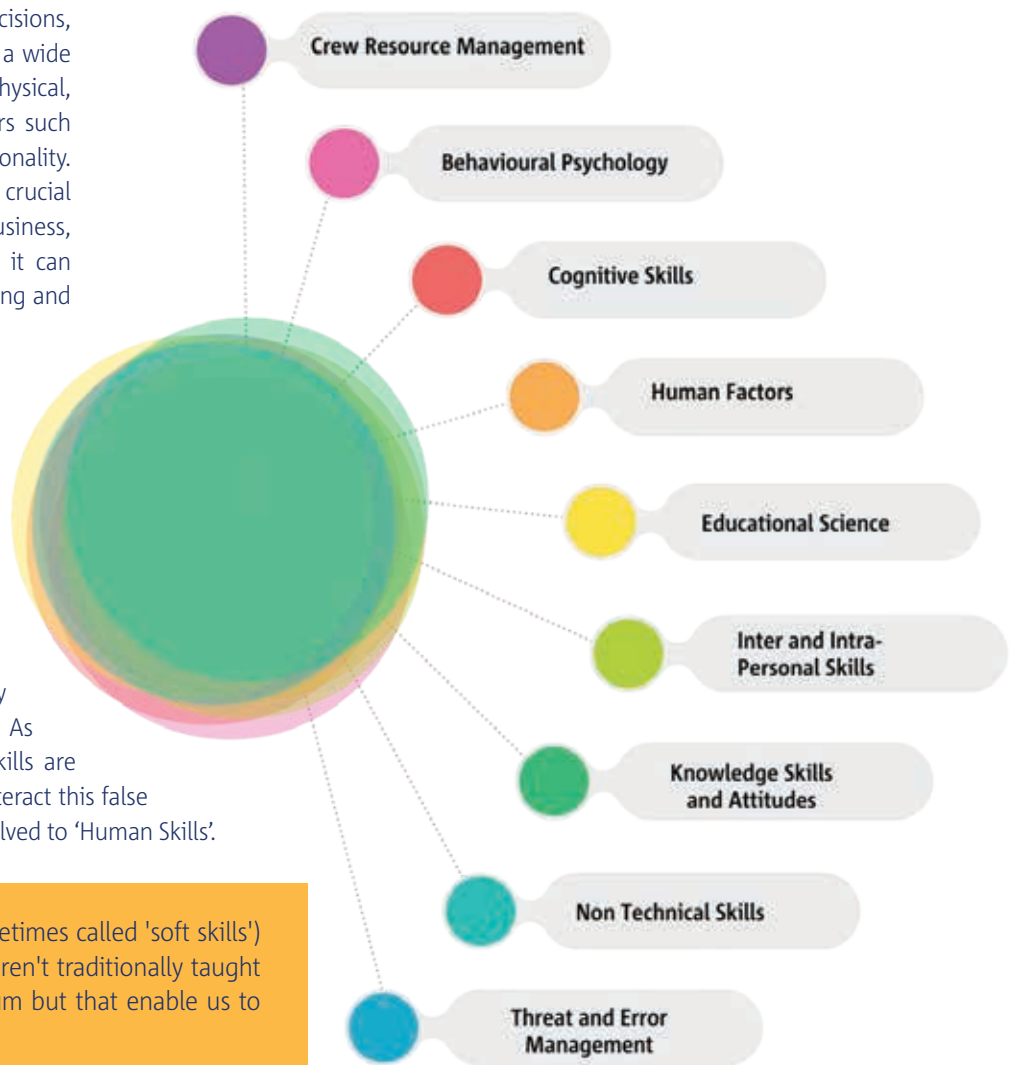 cisions,
a wide
hysical,
rs such
onality.
crucial
usiness,
it can
ng and
y
As
kills are
teract this false
lved to ‘Human Skills’.
etimes called 'soft skills')
ren't traditionally taught
um but that enable us to
Crew Resource Management
Behavioural Psychology
Cognitive Skills
Human Factors
Educational Science
Inter and Intra-
Personal Skills
Knowledge Skills
and Attitudes
Non Technical Skills
Threat and Error
Management